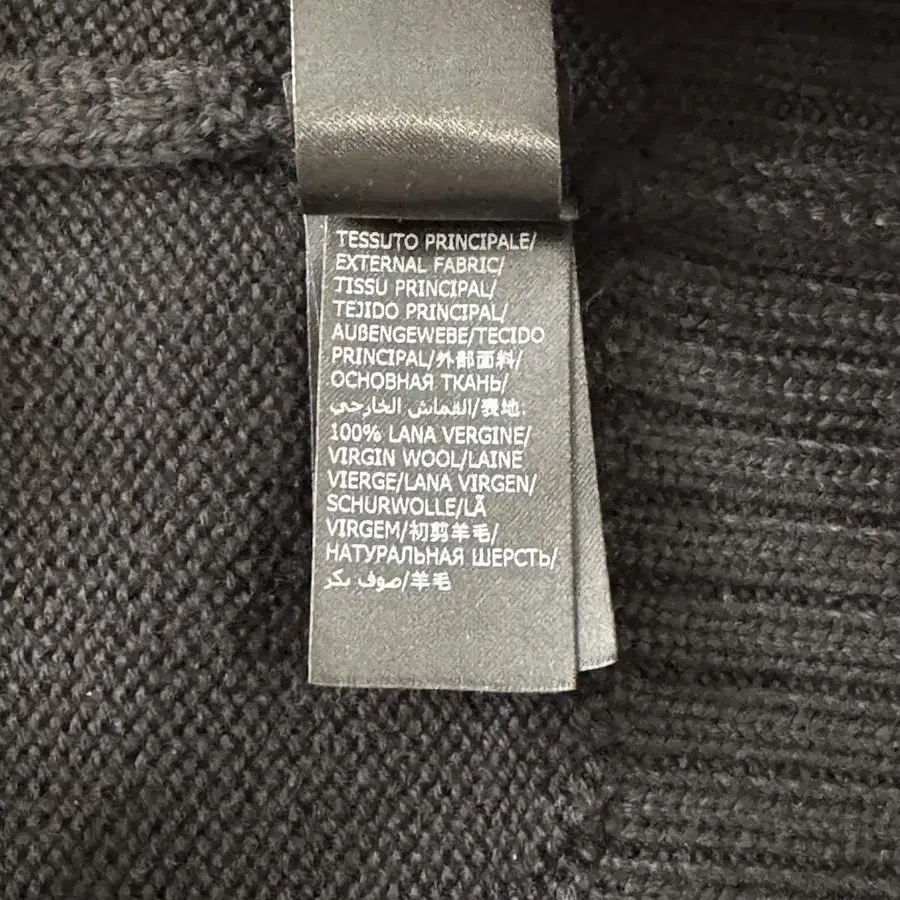 TESSUTO PRINCIPALE/
EXTERNAL FABRIC/
TISSU PRINCIPAL/
TEJIDO PRINCIPAL/
AUßENGEWEBE/TECIDO
PRINCIPAL/外部面料/
ОСНОВНАЯ ТКАНЬ/
القماش الخارجي/表地:
100% LANA VERGINE/
VIRGIN WOOL/LAINE
VIERGE/LANA VIRGEN/
SCHURWOLLE/LÃ
VIRGEM/初剪羊毛/
НАТУРАЛЬНАЯ ШЕРСТЬ/
صوف بكر/羊毛